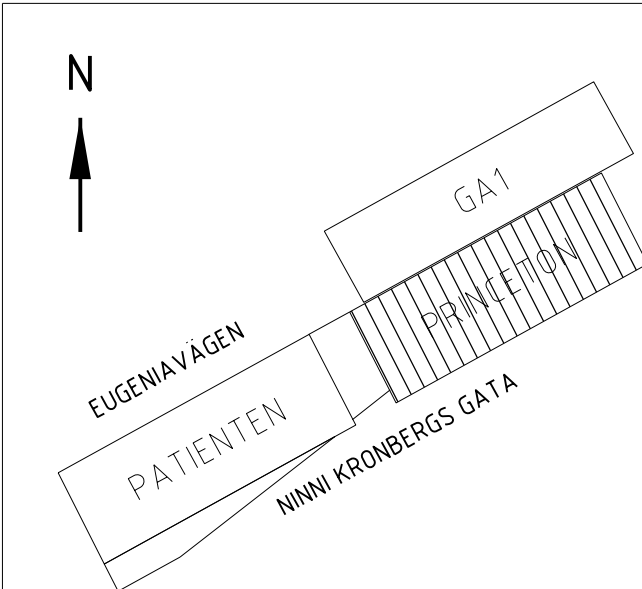 N
GA1
PRINCETON
EUGENIAVÄGEN
PATIENTEN
NINNI KRONBERGS GATA